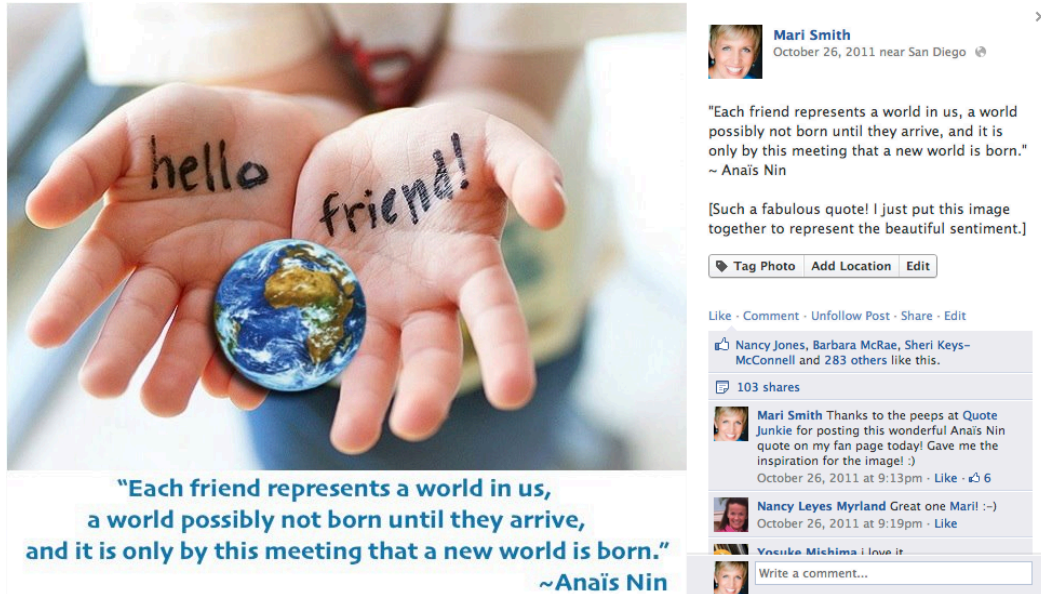 hello
friend!
“Each friend represents a world in us,
a world possibly not born until they arrive,
and it is only by this meeting that a new world is born.”
~Anaïs Nin
Mari Smith
October 26, 2011 near San Diego
"Each friend represents a world in us, a world
possibly not born until they arrive, and it is
only by this meeting that a new world is born."
~ Anaïs Nin
[Such a fabulous quote! I just put this image
together to represent the beautiful sentiment.]
Tag Photo Add Location Edit
Like · Comment · Unfollow Post · Share · Edit
Nancy Jones, Barbara McRae, Sheri Keys-
McConnell and 283 others like this.
103 shares
Mari Smith Thanks to the peeps at Quote
Junkie for posting this wonderful Anaïs Nin
quote on my fan page today! Gave me the
inspiration for the image! :)
October 26, 2011 at 9:13pm · Like · 6
Nancy Leyes Myrland Great one Mari! :-)
October 26, 2011 at 9:19pm · Like
Yosuke Mishima i love it
Write a comment...